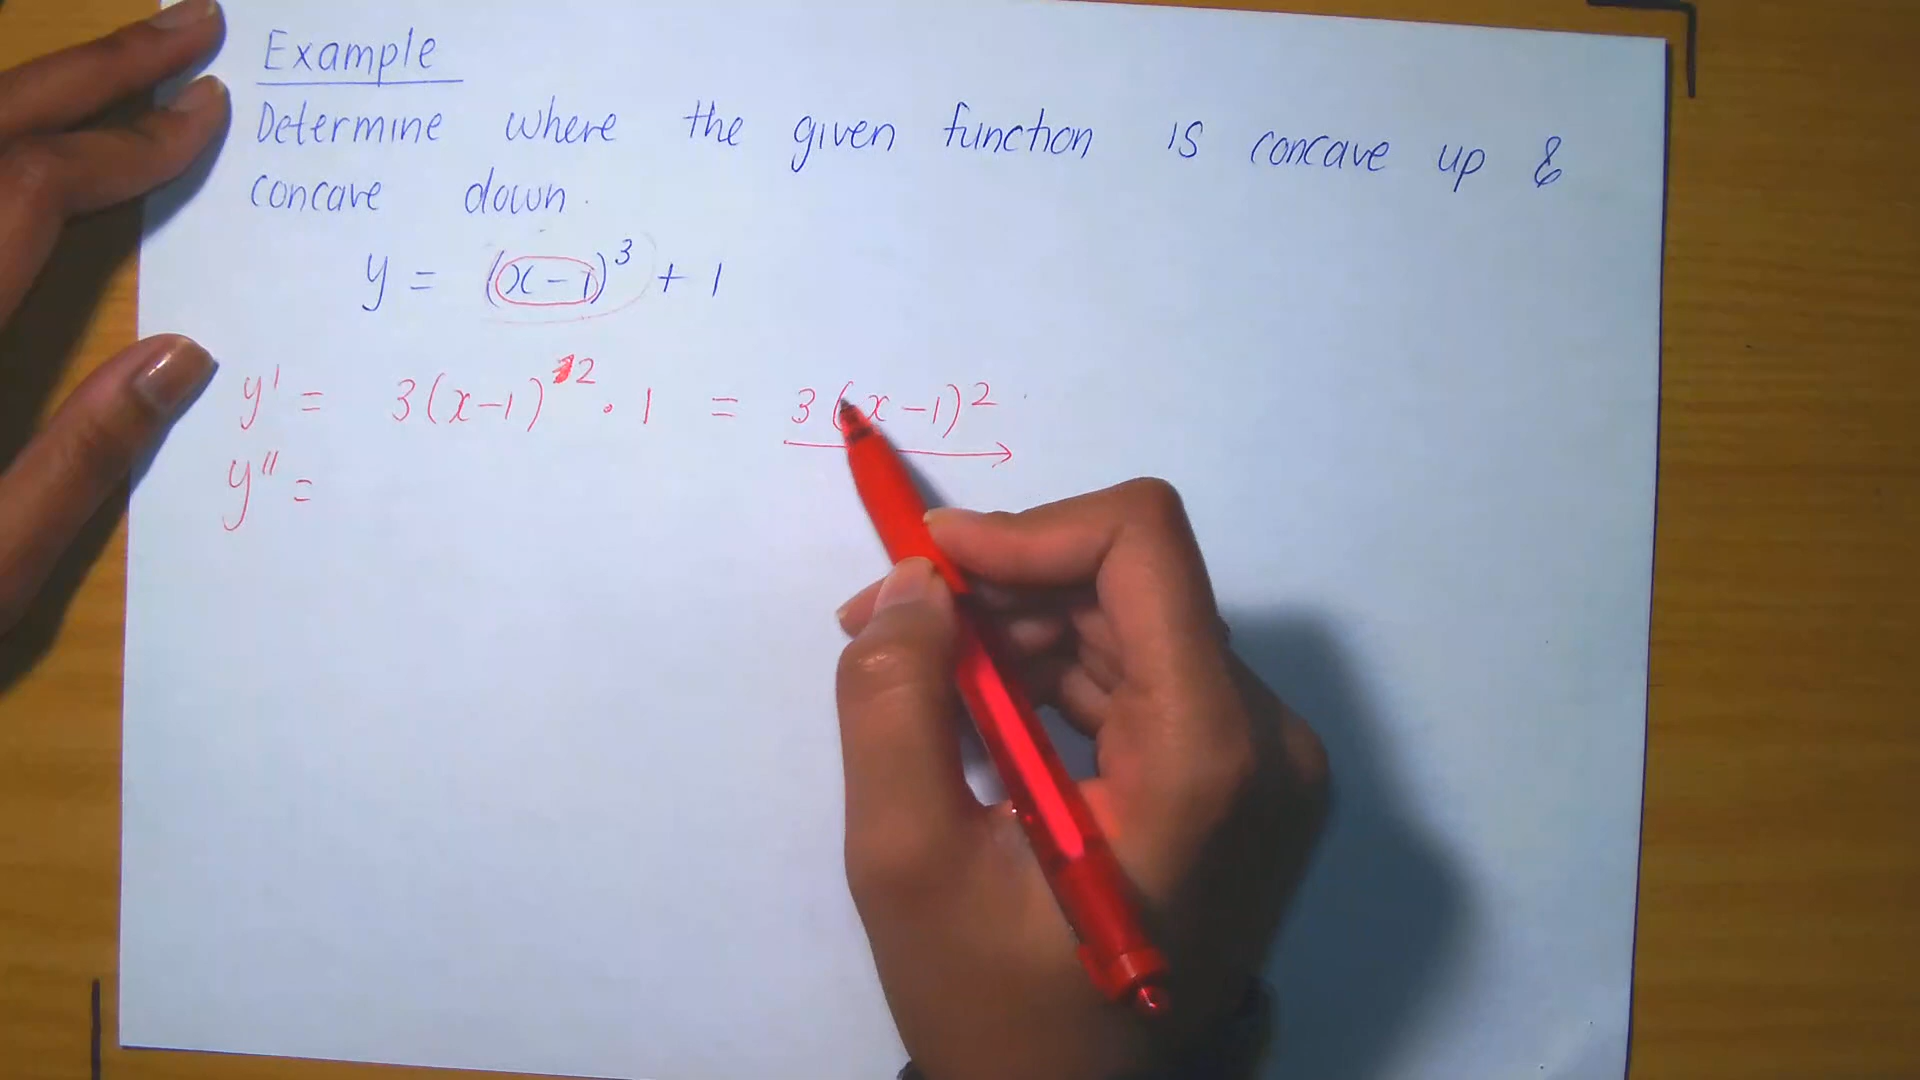 Example
Determine where the given function is concave up &
concave down.
y = (x-1)³ + 1
y' = 3(x-1)² · 1 = 3(x-1)²
y'' =